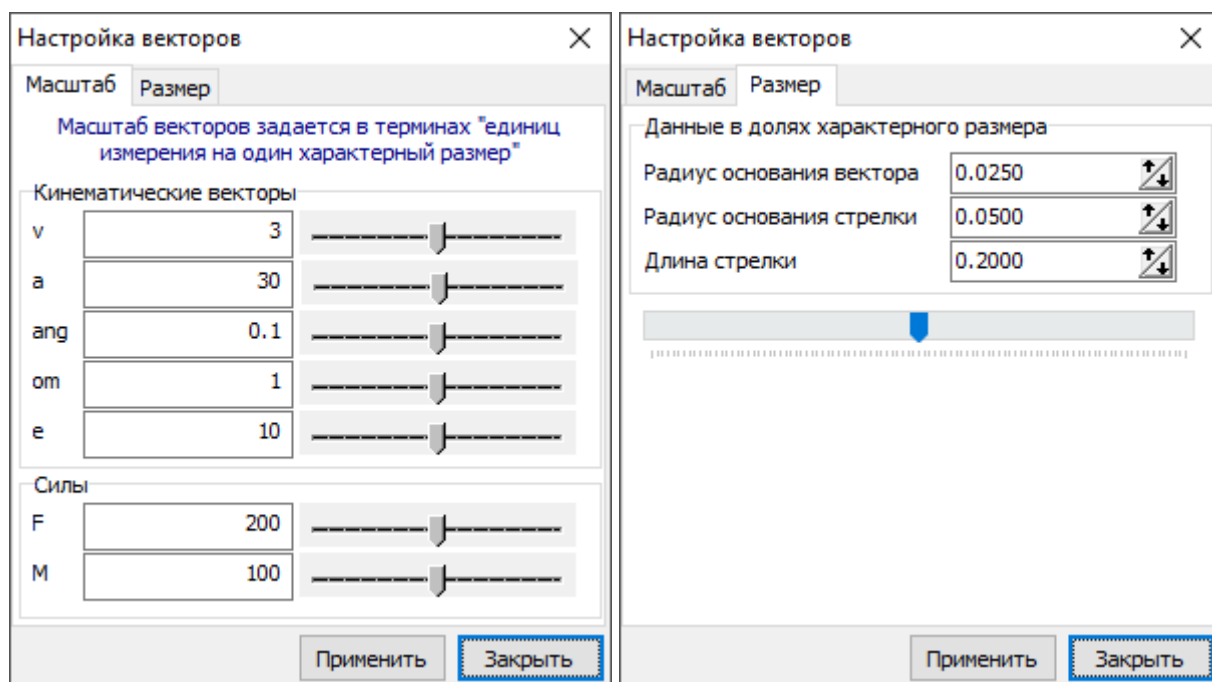 Настройка векторов
Масштаб Размер
Масштаб векторов задается в терминах "единиц
измерения на один характерный размер"
Кинематические векторы
v 3
a 30
ang 0.1
om 1
e 10
Силы
F 200
M 100
Применить Закрыть
Настройка векторов
Масштаб Размер
Данные в долях характерного размера
Радиус основания вектора 0.0250
Радиус основания стрелки 0.0500
Длина стрелки 0.2000
Применить Закрыть